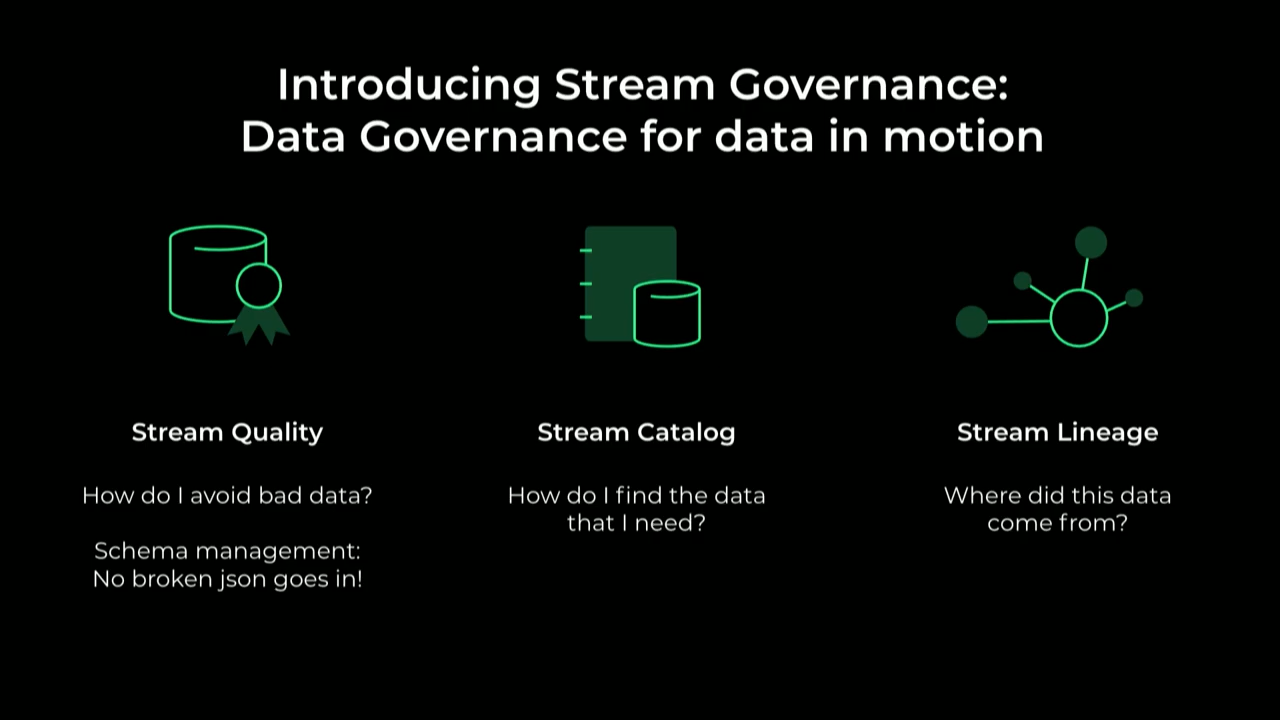 Introducing Stream Governance:
Data Governance for data in motion
Stream Quality
How do I avoid bad data?
Schema management:
No broken json goes in!
Stream Catalog
How do I find the data
that I need?
Stream Lineage
Where did this data
come from?